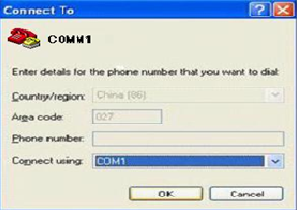 Connect To
COMM1
Enter details for the phone number that you want to dial:
Country/region: China (86)
Area code: 027
Phone number:
Connect using: COM1
OK Cancel